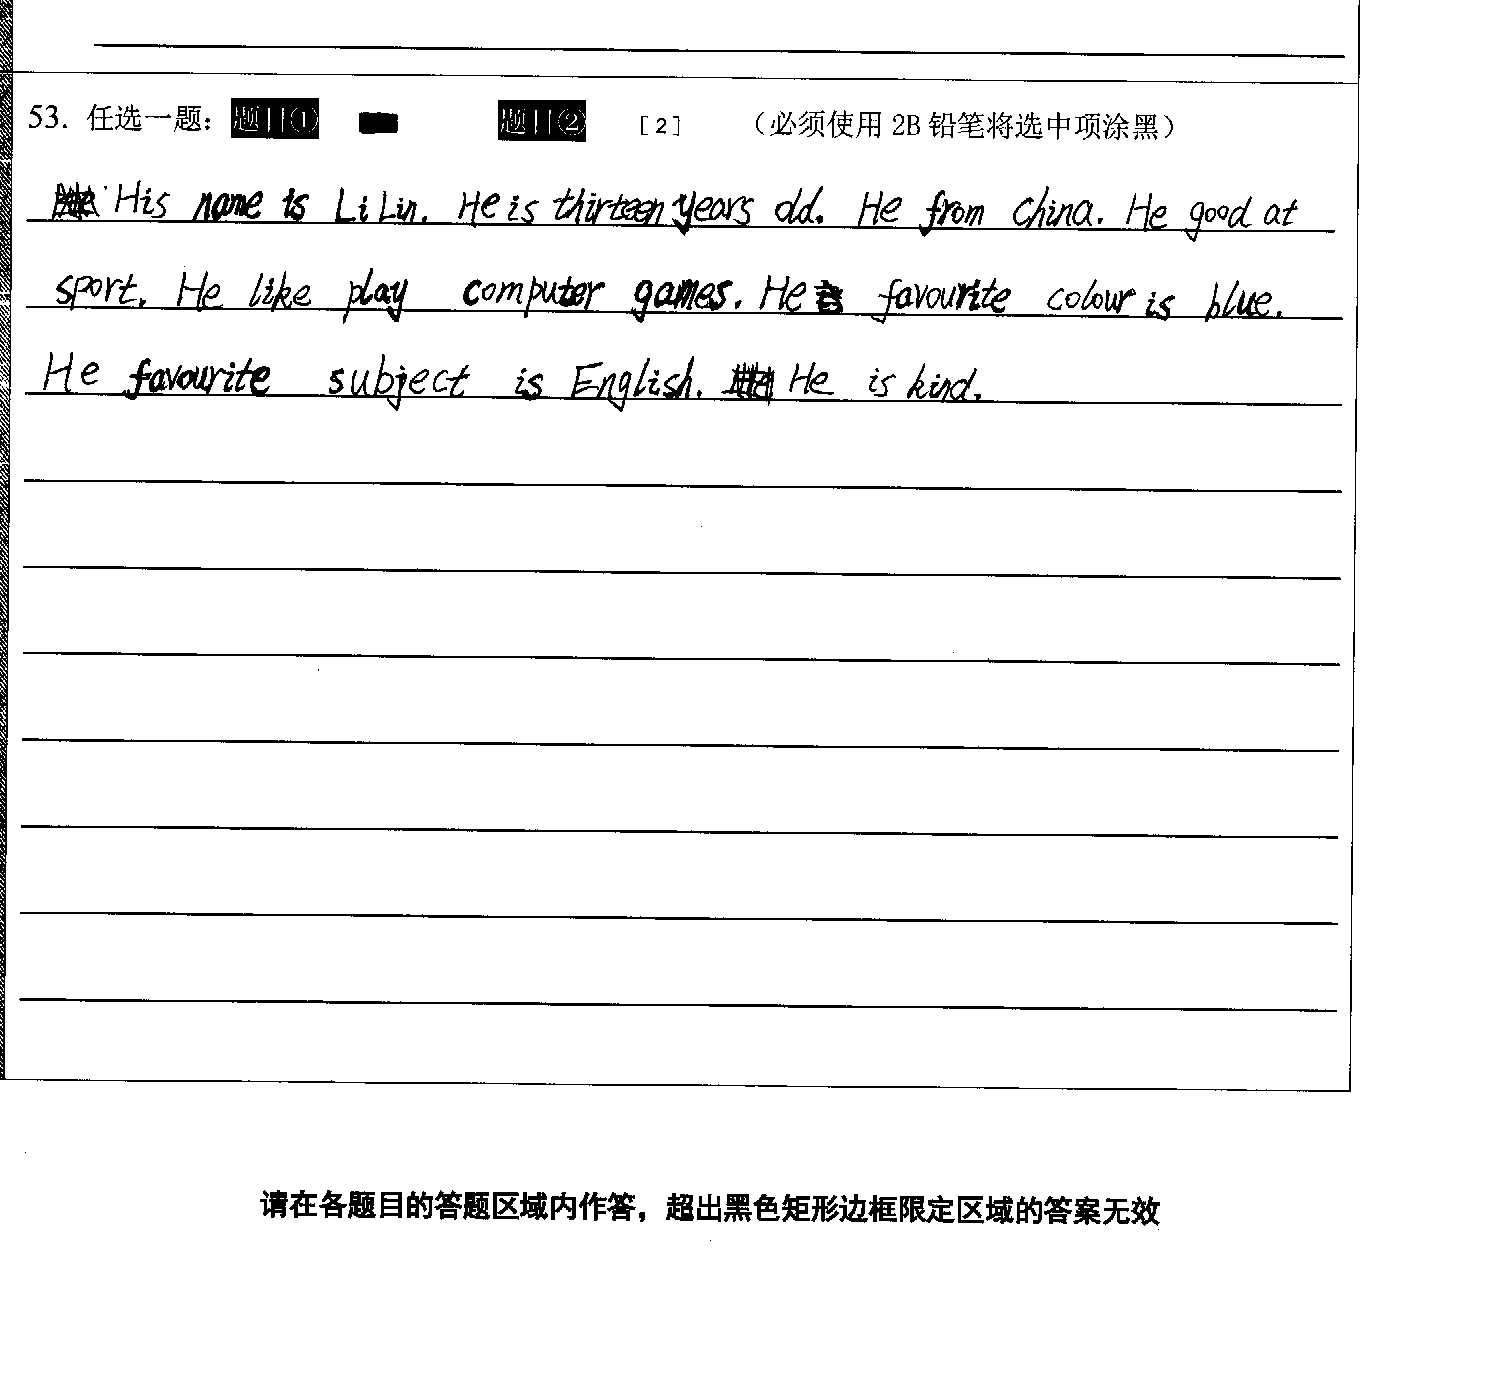 53. 任选一题： 题目① 题目② [2] （必须使用 2B 铅笔将选中项涂黑）
His name is Li Lin. He is thirteen years old. He from China. He good at
sport. He like play computer games. He favourite colour is blue.
He favourite subject is English. He is kind.
请在各题目的答题区域内作答，超出黑色矩形边框限定区域的答案无效